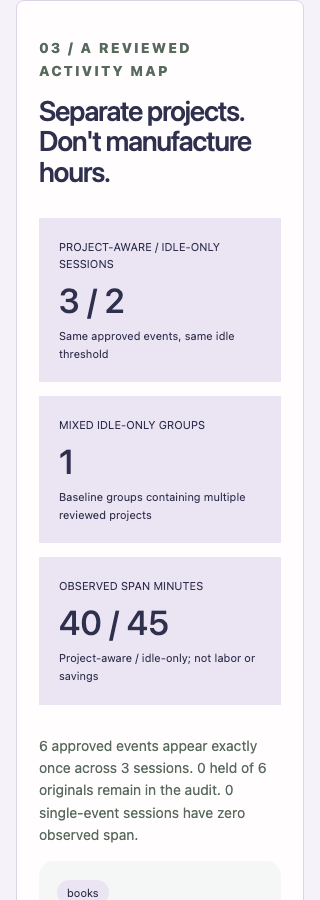 03 / A REVIEWED
ACTIVITY MAP
Separate projects.
Don't manufacture
hours.
PROJECT-AWARE / IDLE-ONLY
SESSIONS
3 / 2
Same approved events, same idle
threshold
MIXED IDLE-ONLY GROUPS
1
Baseline groups containing multiple
reviewed projects
OBSERVED SPAN MINUTES
40 / 45
Project-aware / idle-only; not labor or
savings
6 approved events appear exactly
once across 3 sessions. 0 held of 6
originals remain in the audit. 0
single-event sessions have zero
observed span.
books